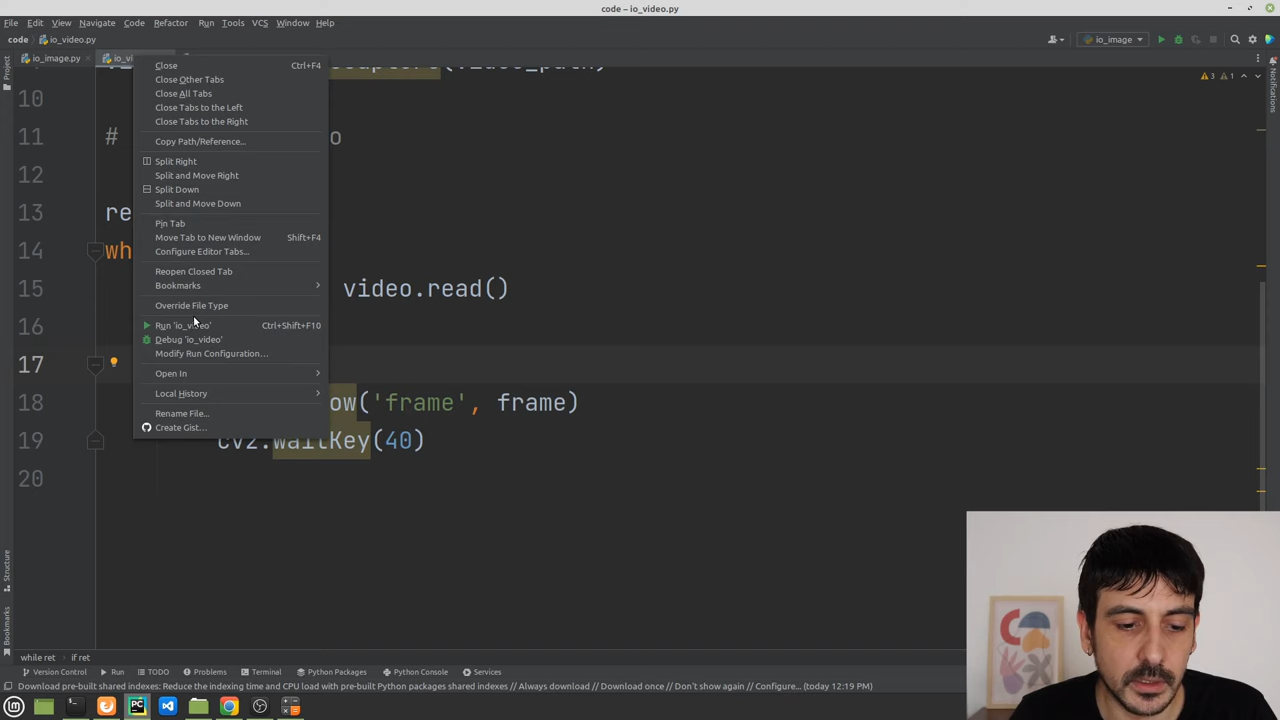 code – io_video.py
File Edit View Navigate Code Refactor Run Tools VCS Window Help
code io_video.py io_image
io_image.py io_vi
Project
Notifications
Structure
Bookmarks
Close Ctrl+F4
Close Other Tabs
Close All Tabs
Close Tabs to the Left
Close Tabs to the Right
Copy Path/Reference...
Split Right
Split and Move Right
Split Down
Split and Move Down
Pin Tab
Move Tab to New Window Shift+F4
Configure Editor Tabs...
Reopen Closed Tab
Bookmarks
Override File Type
Run 'io_video' Ctrl+Shift+F10
Debug 'io_video'
Modify Run Configuration...
Open In
Local History
Rename File...
Create Gist...
3 1
10
11 # o
12
13 re
14 wh
15 video.read()
16
17
18 ow('frame', frame)
19 cv2.waitKey(40)
20
while ret if ret
Version Control Run TODO Problems Terminal Python Packages Python Console Services
Download pre-built shared indexes: Reduce the indexing time and CPU load with pre-built Python packages shared indexes // Always download // Download once // Don't show again // Configure... (today 12:19 PM)